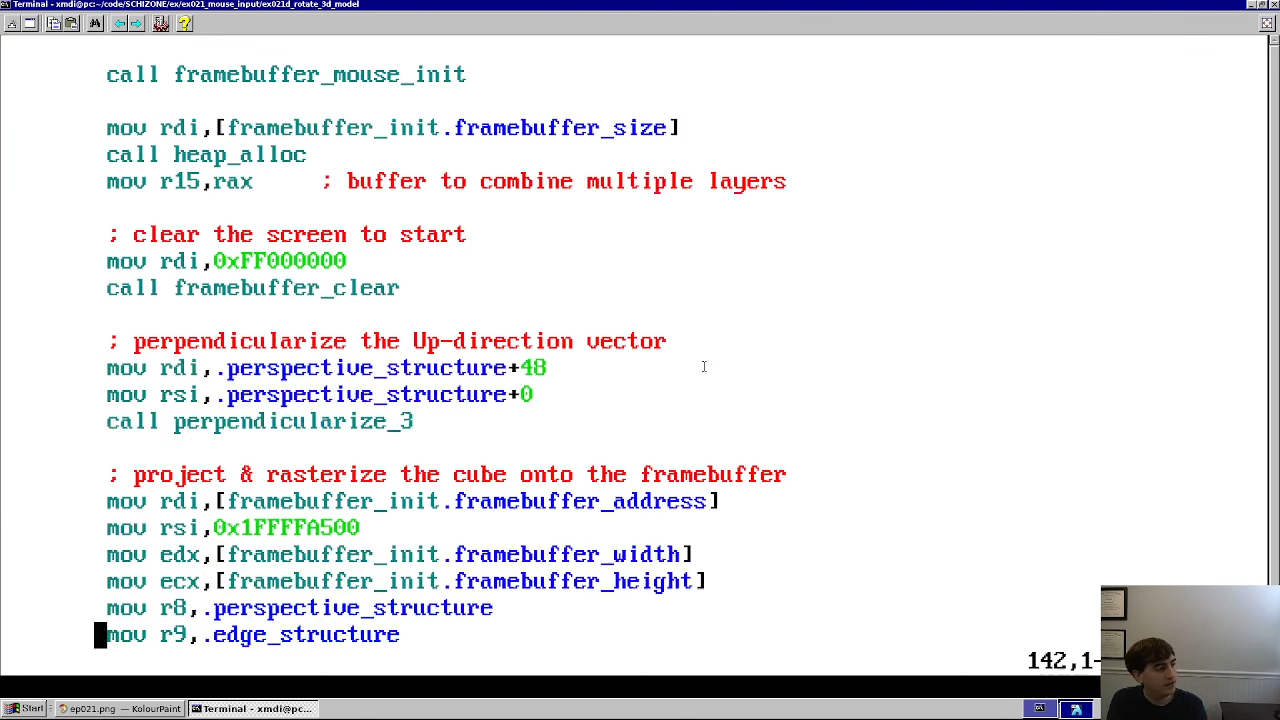 Terminal - xmdi@pc:~/code/SCHIZONE/ex/ex021_mouse_input/ex021d_rotate_3d_model
call framebuffer_mouse_init
mov rdi,[framebuffer_init.framebuffer_size]
call heap_alloc
mov r15,rax ; buffer to combine multiple layers
; clear the screen to start
mov rdi,0xFF000000
call framebuffer_clear
; perpendicularize the Up-direction vector
mov rdi,.perspective_structure+48
mov rsi,.perspective_structure+0
call perpendicularize_3
; project & rasterize the cube onto the framebuffer
mov rdi,[framebuffer_init.framebuffer_address]
mov rsi,0x1FFFFA500
mov edx,[framebuffer_init.framebuffer_width]
mov ecx,[framebuffer_init.framebuffer_height]
mov r8,.perspective_structure
mov r9,.edge_structure
142,1-
Start ep021.png — KolourPaint Terminal - xmdi@pc:~/c...